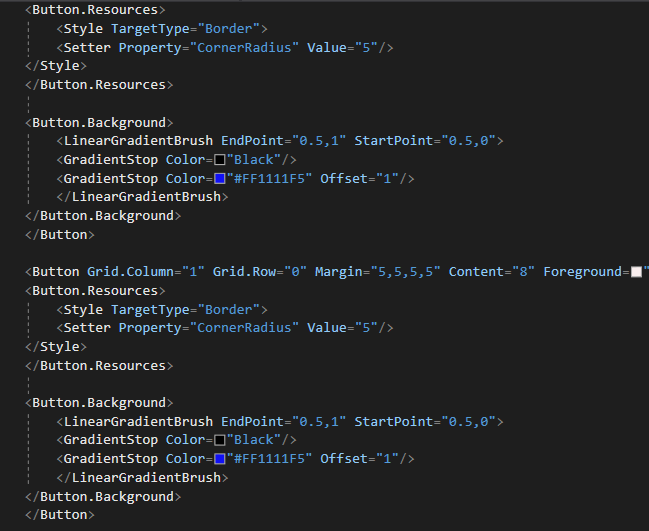 <Button.Resources>
<Style TargetType="Border">
<Setter Property="CornerRadius" Value="5"/>
</Style>
</Button.Resources>
<Button.Background>
<LinearGradientBrush EndPoint="0.5,1" StartPoint="0.5,0">
<GradientStop Color="Black"/>
<GradientStop Color="#FF1111F5" Offset="1"/>
</LinearGradientBrush>
</Button.Background>
</Button>
<Button Grid.Column="1" Grid.Row="0" Margin="5,5,5,5" Content="8" Foreground="
<Button.Resources>
<Style TargetType="Border">
<Setter Property="CornerRadius" Value="5"/>
</Style>
</Button.Resources>
<Button.Background>
<LinearGradientBrush EndPoint="0.5,1" StartPoint="0.5,0">
<GradientStop Color="Black"/>
<GradientStop Color="#FF1111F5" Offset="1"/>
</LinearGradientBrush>
</Button.Background>
</Button>